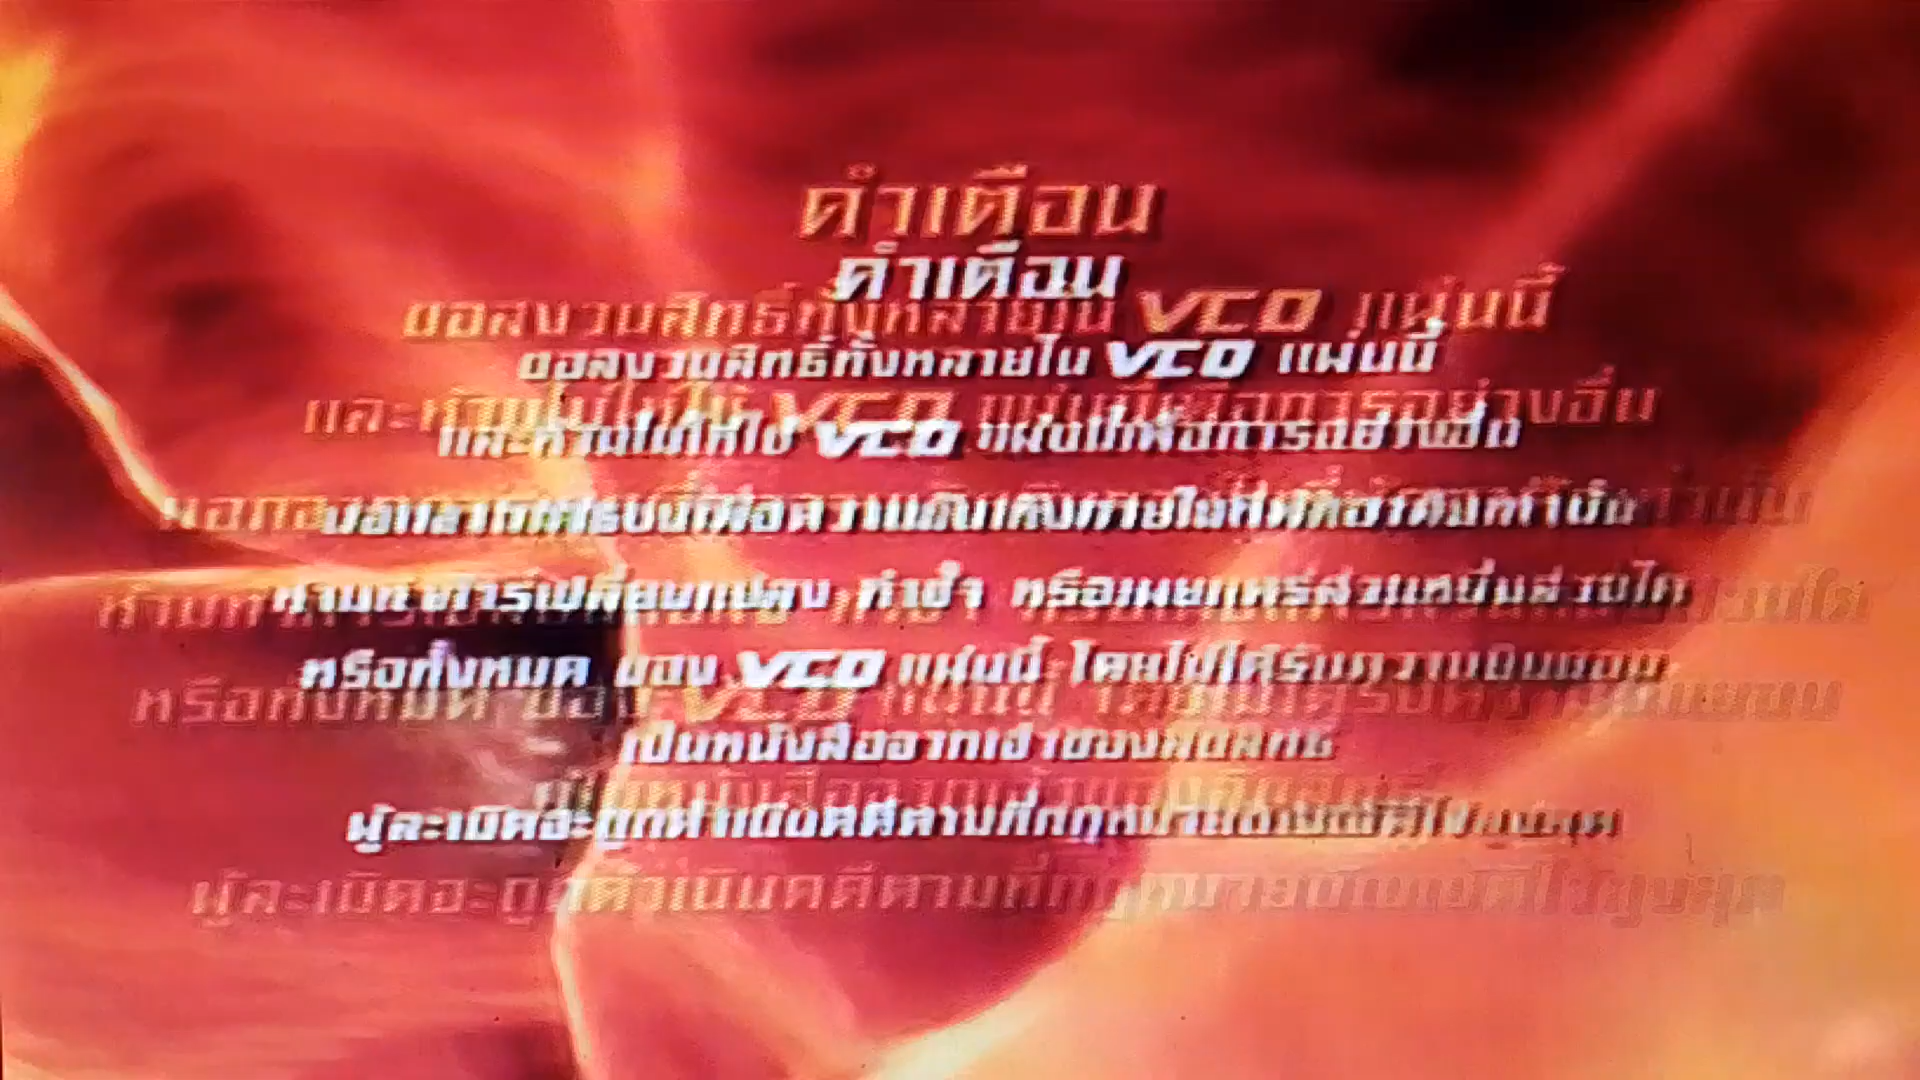 คำเตือน
ขอสงวนสิทธิ์ทั้งหลายใน VCD แผ่นนี้
และห้ามไม่ให้ใช้ VCD แผ่นนี้เพื่อการอย่างอื่น
นอกจากการรับชมเพื่อความบันเทิงภายในที่พักอาศัยเท่านั้น
ห้ามทำการเปลี่ยนแปลง ทำซ้ำ หรือเผยแพร่ส่วนหนึ่งส่วนใด
หรือทั้งหมด ของ VCD แผ่นนี้ โดยไม่ได้รับความยินยอม
เป็นหนังสือจากเจ้าของลิขสิทธิ์
ผู้ละเมิดจะถูกดำเนินคดีตามที่กฎหมาย